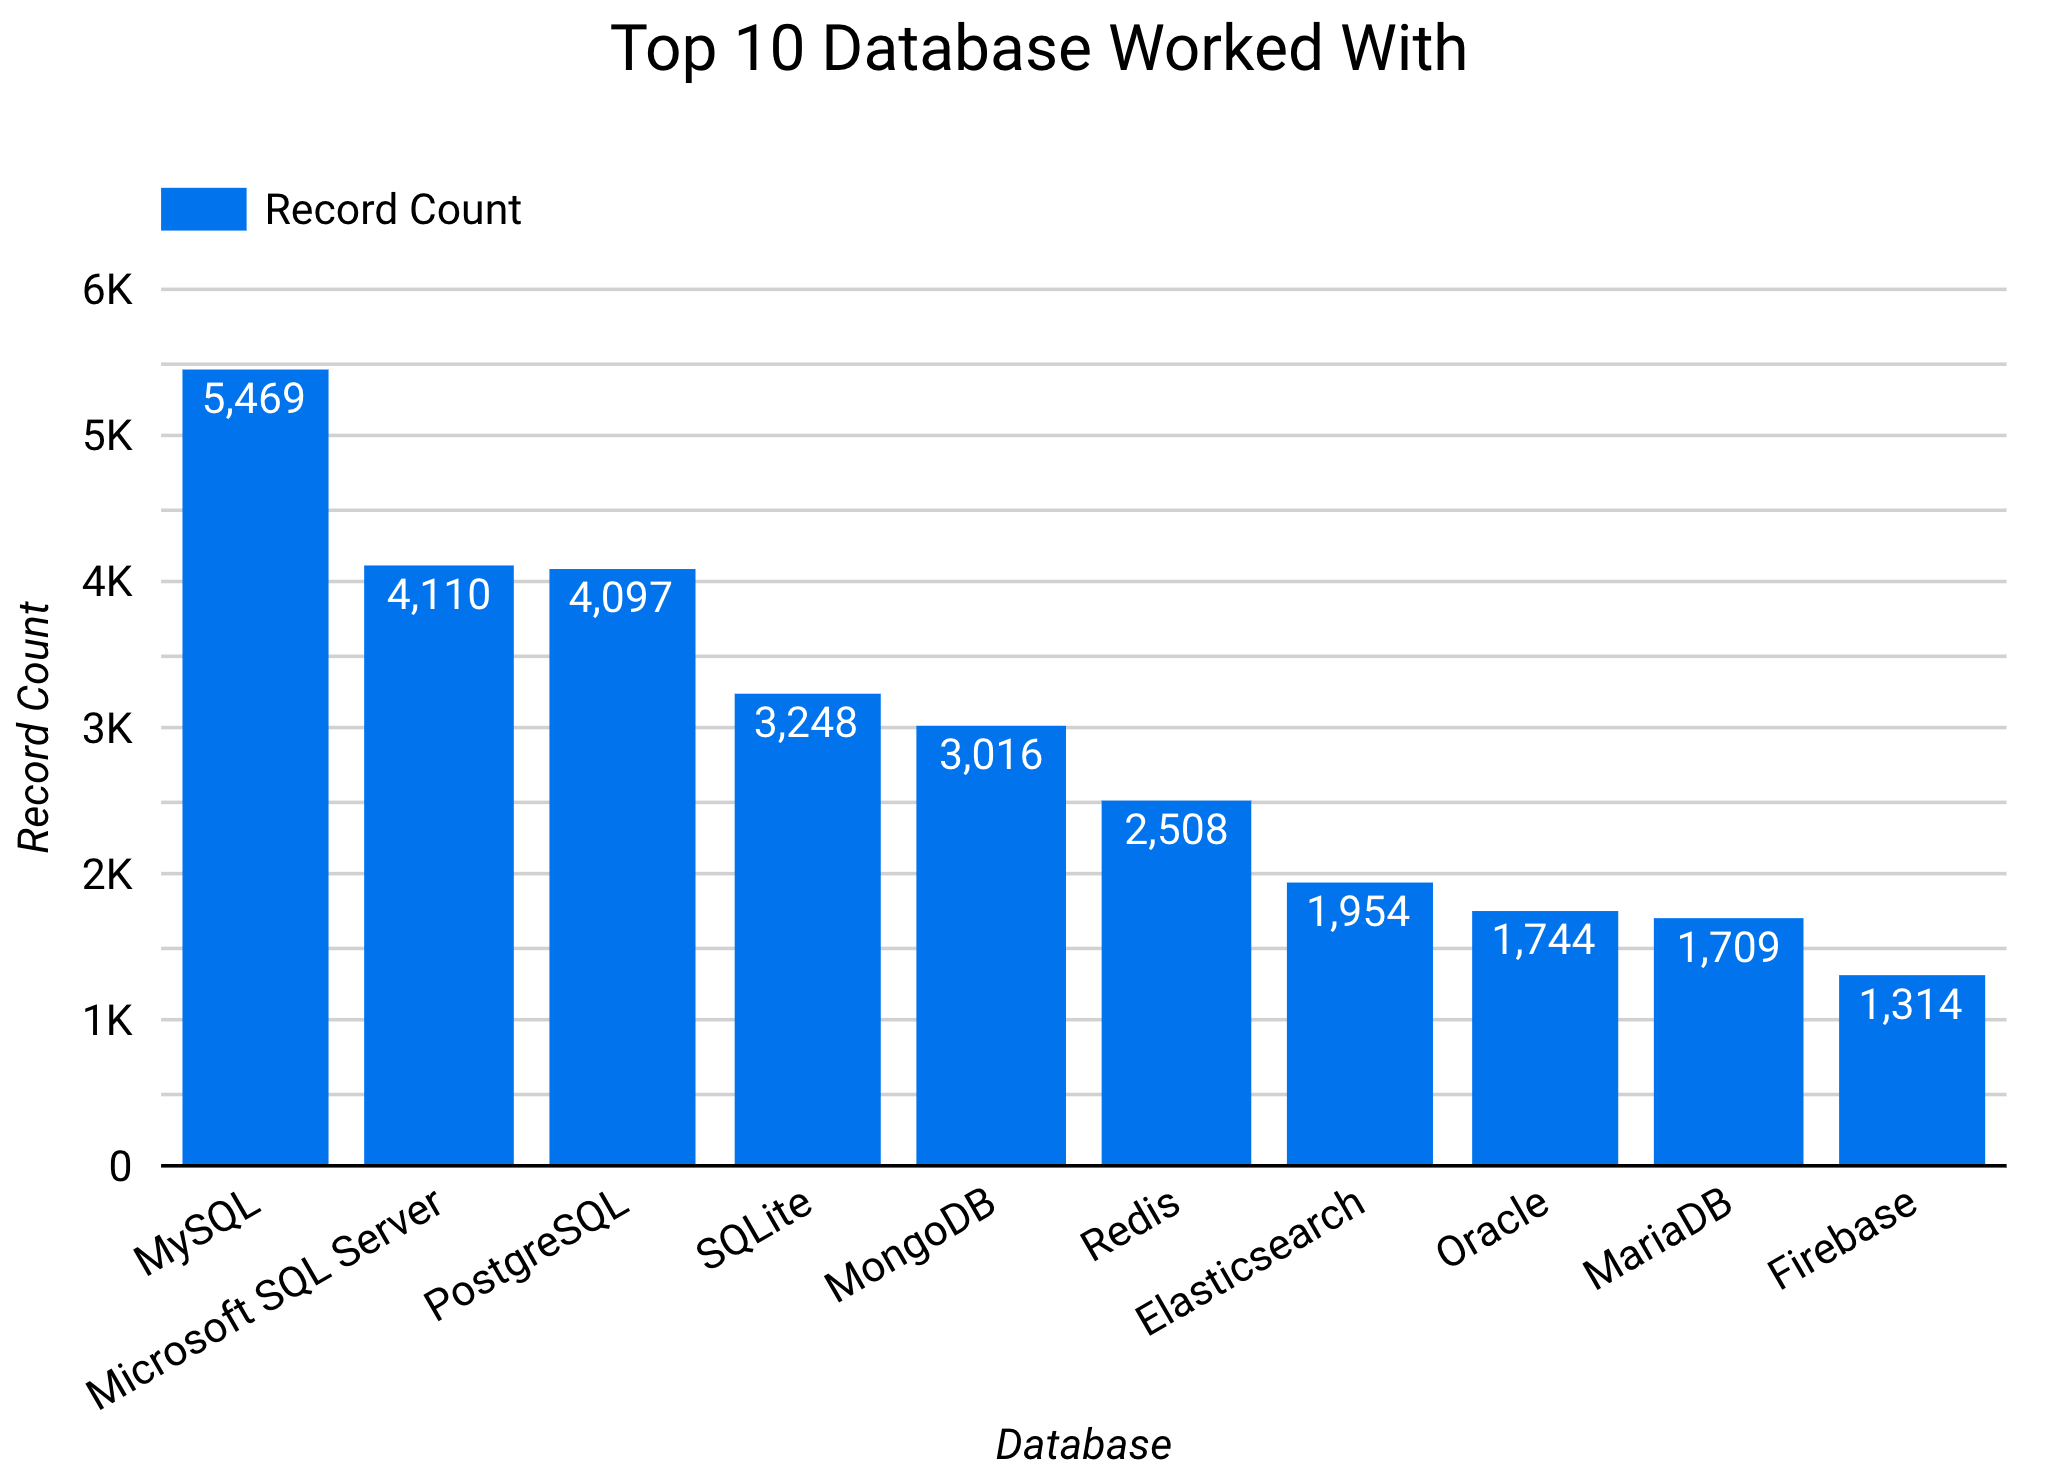 Top 10 Database Worked With
Record Count
6K
5K
4K
3K
2K
1K
0
Record Count
5,469
4,110
4,097
3,248
3,016
2,508
1,954
1,744
1,709
1,314
MySQL
Microsoft SQL Server
PostgreSQL
SQLite
MongoDB
Redis
Elasticsearch
Oracle
MariaDB
Firebase
Database